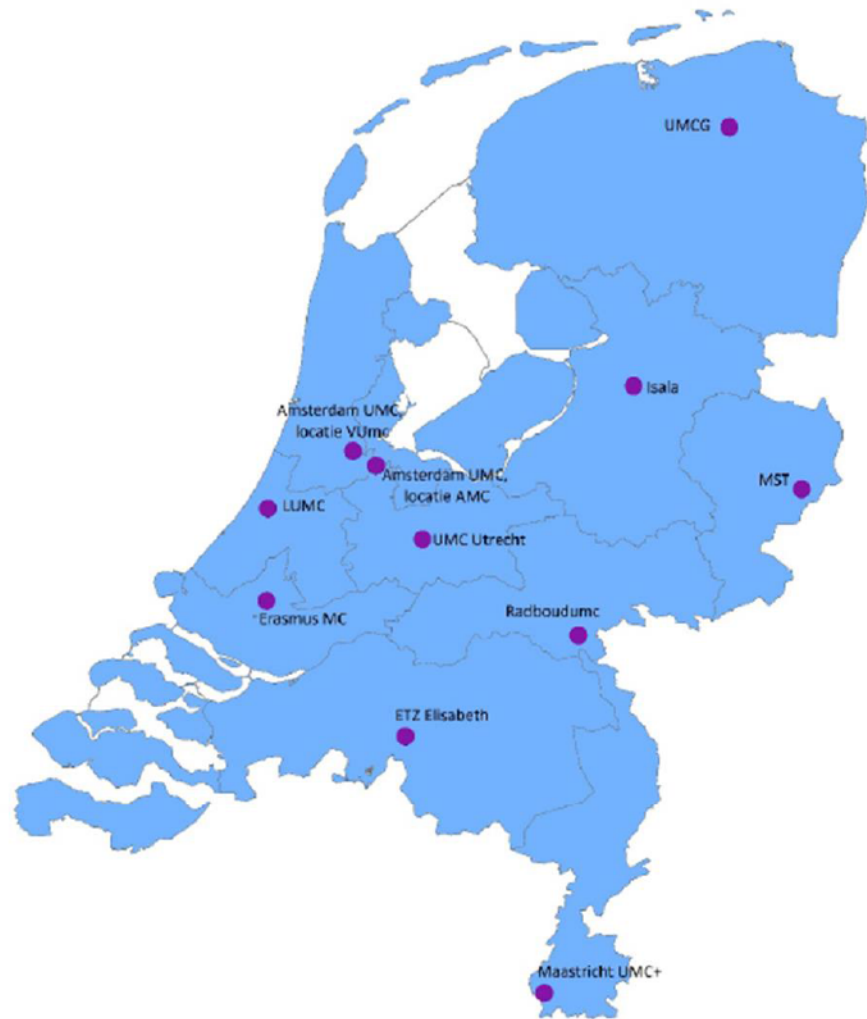 UMCG
Isala
Amsterdam UMC,
locatie VUmc
Amsterdam UMC,
locatie AMC
MST
LUMC
UMC Utrecht
Erasmus MC
Radboudumc
ETZ Elisabeth
Maastricht UMC+